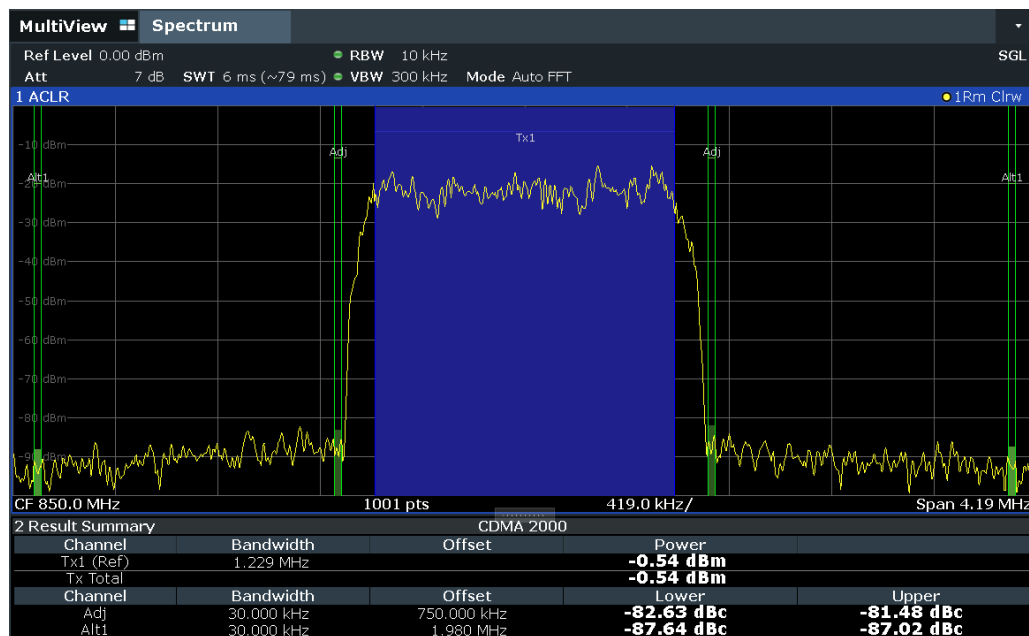 MultiView Spectrum
Ref Level 0.00 dBm RBW 10 kHz SGL
Att 7 dB SWT 6 ms (~79 ms) VBW 300 kHz Mode Auto FFT
1 ACLR 1Rm Clrw
Tx1
-10 dBm
Adj Adj
Alt1 Alt1
-20 dBm
-30 dBm
-40 dBm
-50 dBm
-60 dBm
-70 dBm
-80 dBm
-90 dBm
CF 850.0 MHz 1001 pts 419.0 kHz/ Span 4.19 MHz
2 Result Summary CDMA 2000
Channel Bandwidth Offset Power
Tx1 (Ref) 1.229 MHz -0.54 dBm
Tx Total -0.54 dBm
Channel Bandwidth Offset Lower Upper
Adj 30.000 kHz 750.000 kHz -82.63 dBc -81.48 dBc
Alt1 30.000 kHz 1.980 MHz -87.64 dBc -87.02 dBc